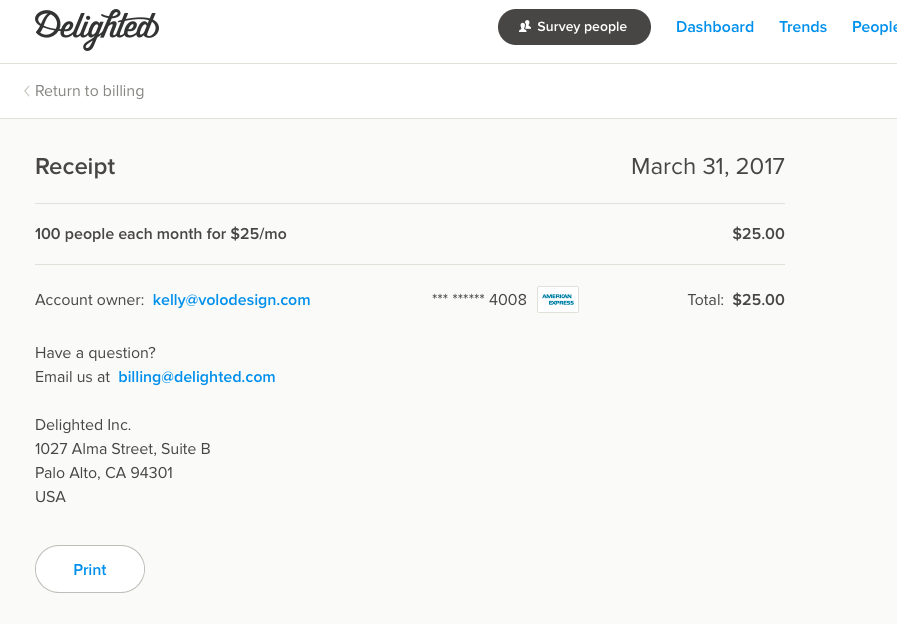 Delighted
Survey people
Dashboard
Trends
People
Return to billing
Receipt
March 31, 2017
100 people each month for $25/mo
$25.00
Account owner: kelly@volodesign.com
*** ****** 4008
AMERICAN
EXPRESS
Total: $25.00
Have a question?
Email us at billing@delighted.com
Delighted Inc.
1027 Alma Street, Suite B
Palo Alto, CA 94301
USA
Print